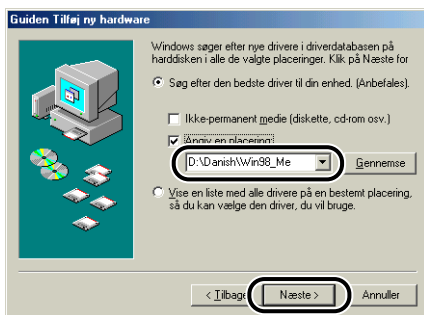 Guiden Tilføj ny hardware
Windows søger efter nye drivere i driverdatabasen på
harddisken i alle de valgte placeringer. Klik på Næste for
Søg efter den bedste driver til din enhed. (Anbefales).
Ikke-permanent medie (diskette, cd-rom osv.)
Angiv en placering:
D:\Danish\Win98_Me
Gennemse
Vise en liste med alle drivere på en bestemt placering,
så du kan vælge den driver, du vil bruge.
< Tilbage
Næste >
Annuller